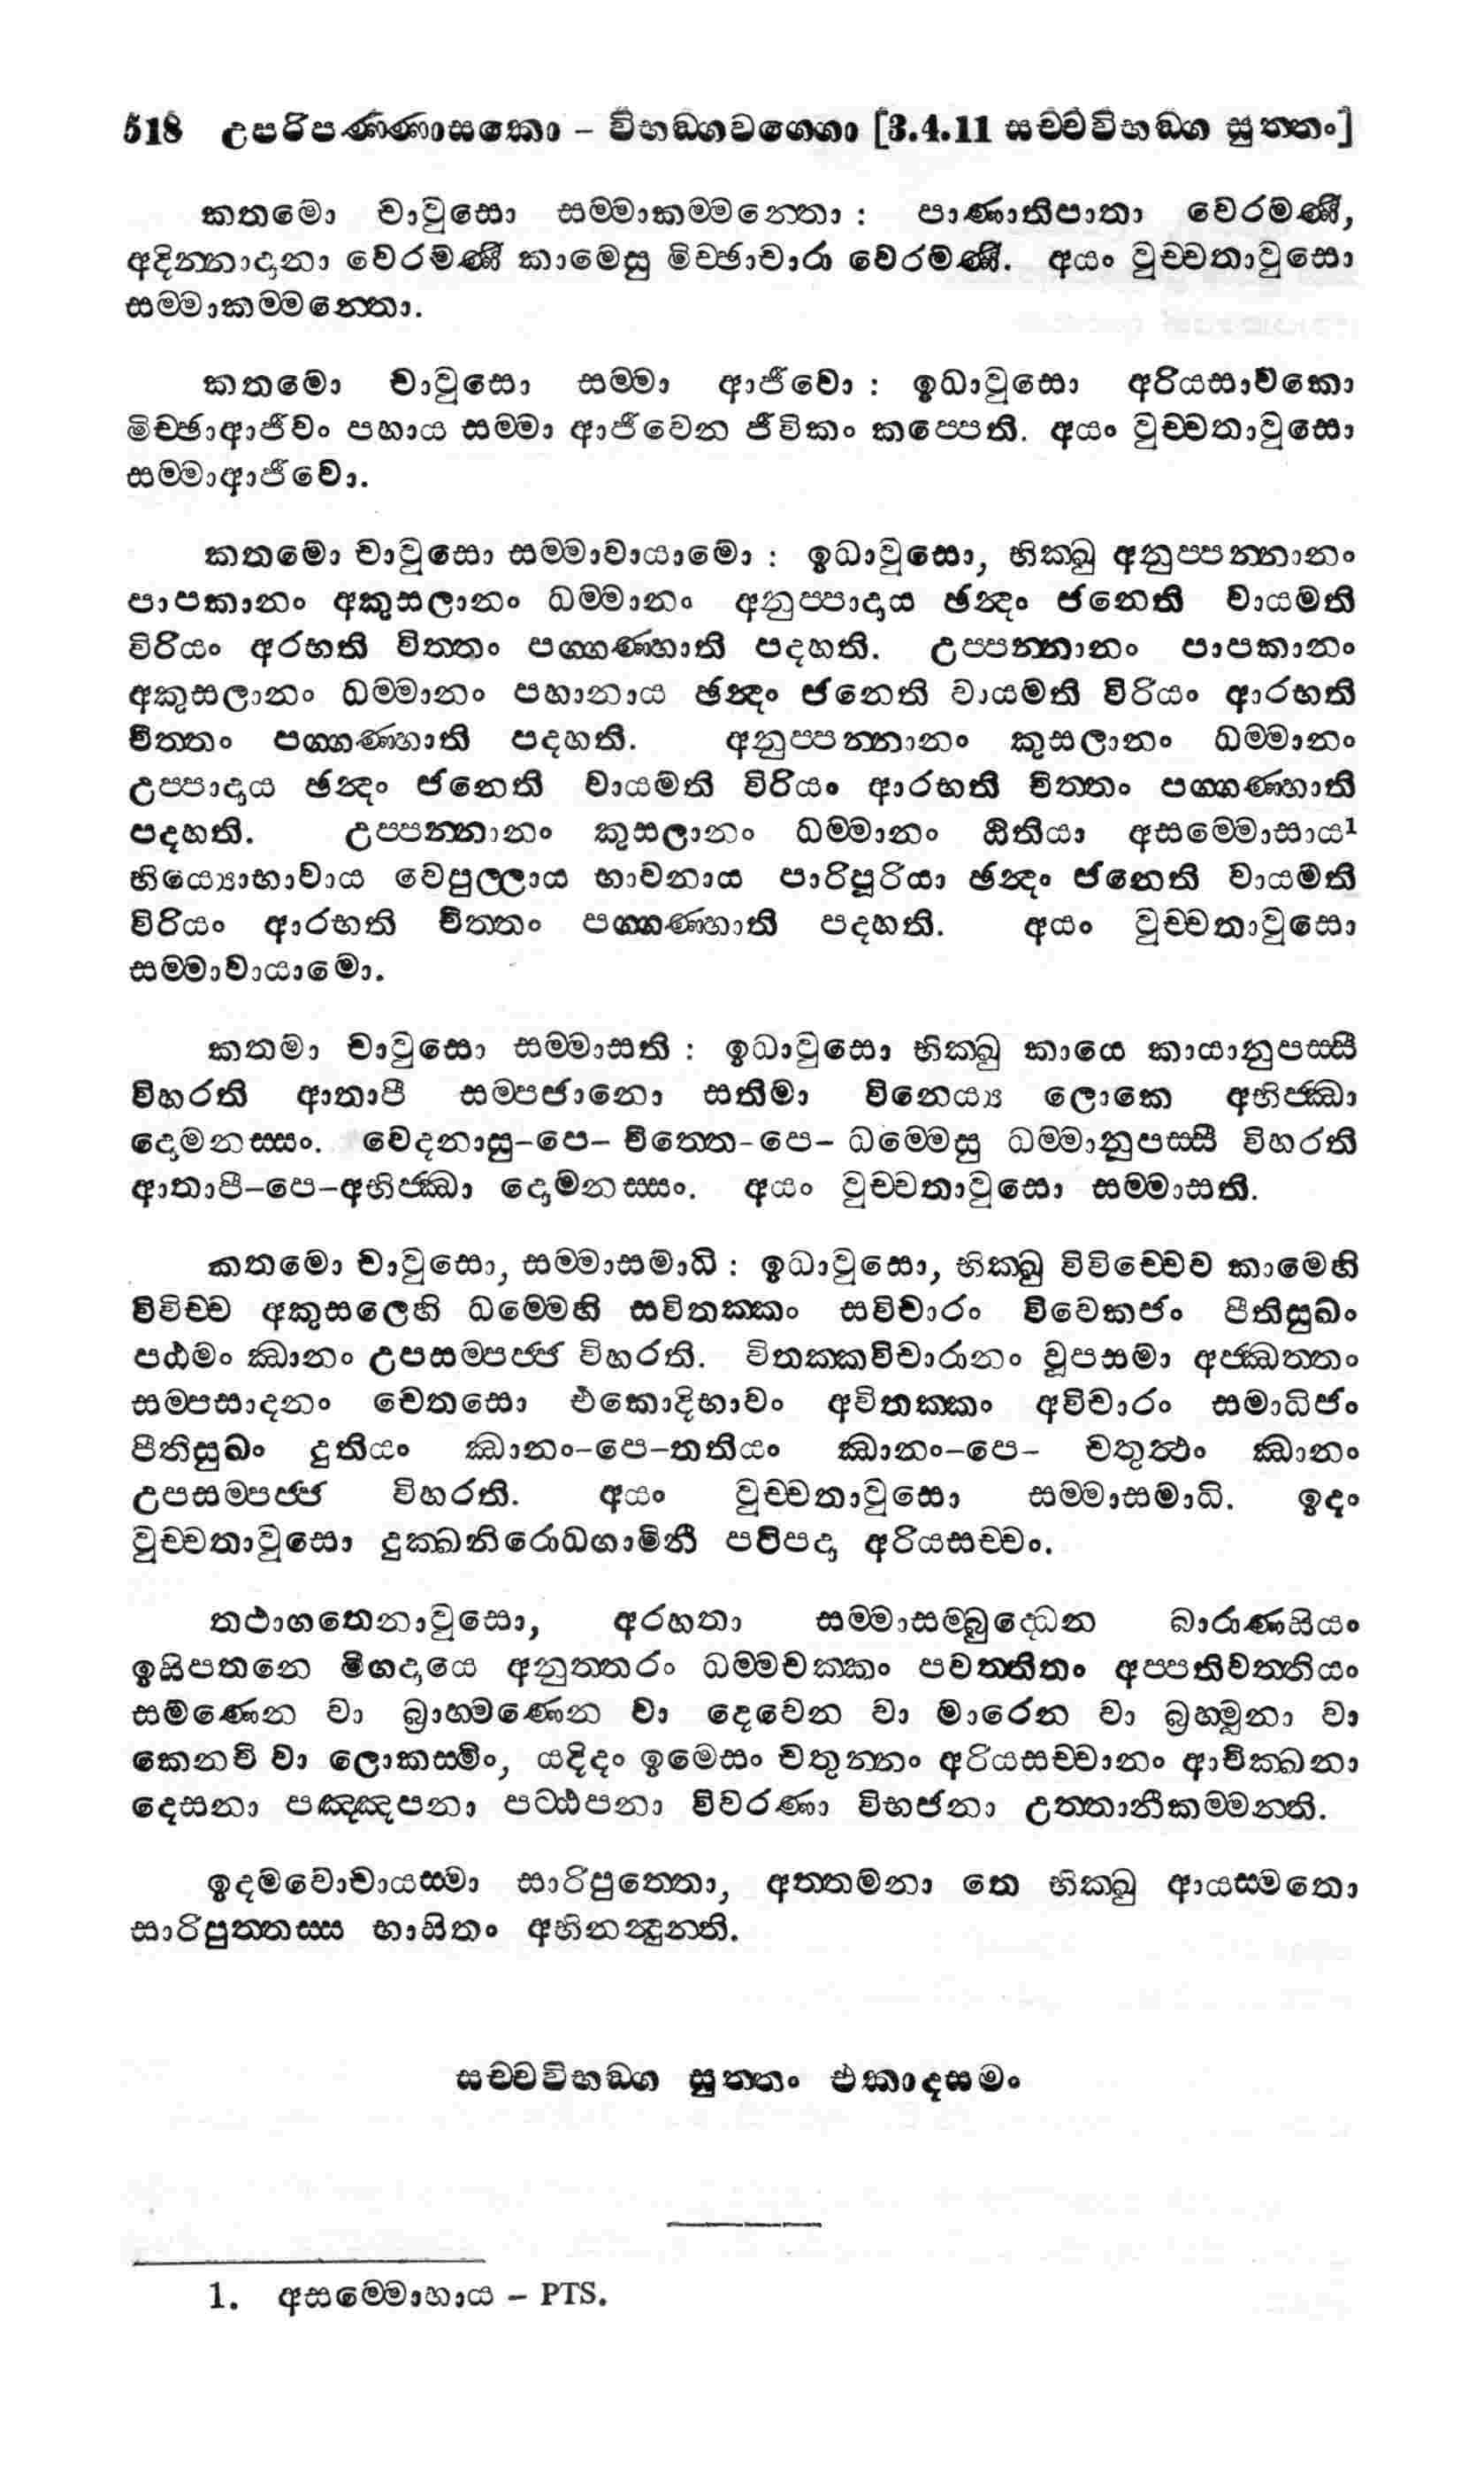 518 උපරිපණ්ණාසකො – විභඞ්ගවග්ගො [3.4.11 සච්චවිභඞ්ග සුත්තං]
කතමො චාවුසො සම්මාකම්මන්තො : පාණාතිපාතා වෙරමණී,
අදින්නාදානා වෙරමණී කාමෙසු මිච්ඡාචාරා වෙරමණී. අයං වුච්චතාවුසො
සම්මාකම්මන්තො.
කතමො චාවුසො සම්මා ආජීවො : ඉධාවුසො අරියසාවකො
මිච්ඡාආජීවං පහාය සම්මා ආජීවෙන ජීවිකං කප්පෙති. අයං වුච්චතාවුසො
සම්මාආජීවො.
කතමො චාවුසො සම්මාවායාමො : ඉධාවුසො, භික්ඛු අනුප්පන්නානං
පාපකානං අකුසලානං ධම්මානං අනුප්පාදාය ඡන්දං ජනෙති වායමති
විරියං අරභති චිත්තං පග්ගණ්හාති පදහති. උප්පන්නානං පාපකානං
අකුසලානං ධම්මානං පහානාය ඡන්දං ජනෙති වායමති විරියං ආරභති
චිත්තං පග්ගණ්හාති පදහති. අනුප්පන්නානං කුසලානං ධම්මානං
උප්පාදාය ඡන්දං ජනෙති වායමති විරියං ආරභති චිත්තං පග්ගණ්හාති
පදහති. උප්පන්නානං කුසලානං ධම්මානං ඨිතියා අසම්මොසාය¹
භිය්යොභාවාය වෙපුල්ලාය භාවනාය පාරිපූරියා ඡන්දං ජනෙති වායමති
විරියං ආරභති චිත්තං පග්ගණ්හාති පදහති. අයං වුච්චතාවුසො
සම්මාවායාමො.
කතමා චාවුසො සම්මාසති : ඉධාවුසො භික්ඛු කායෙ කායානුපස්සී
විහරති ආතාපී සම්පජානො සතිමා විනෙය්ය ලොකෙ අභිජ්ඣා
දොමනස්සං. වෙදනාසු–පෙ– චිත්තෙ-පෙ– ධම්මෙසු ධම්මානුපස්සී විහරති
ආතාපී–පෙ–අභිජ්ඣා දොමනස්සං. අයං වුච්චතාවුසො සම්මාසති.
කතමො චාවුසො, සම්මාසමාධි : ඉධාවුසො, භික්ඛු විවිච්චෙව කාමෙහි
විවිච්ච අකුසලෙහි ධම්මෙහි සවිතක්කං සවිචාරං විවෙකජං පීතිසුඛං
පඨමං ඣානං උපසම්පජ්ජ විහරති. විතක්කවිචාරානං වූපසමා අජ්ඣත්තං
සම්පසාදනං චෙතසො එකොදිභාවං අවිතක්කං අවිචාරං සමාධිජං
පීතිසුඛං දුතියං ඣානං–පෙ–තතියං ඣානං–පෙ– චතුත්ථං ඣානං
උපසම්පජ්ජ විහරති. අයං වුච්චතාවුසො සම්මාසමාධි. ඉදං
වුච්චතාවුසො දුක්ඛනිරොධගාමිනී පටිපදා අරියසච්චං.
තථාගතෙනාවුසො, අරහතා සම්මාසම්බුද්ධෙන බාරාණසියං
ඉසිපතනෙ මිගදායෙ අනුත්තරං ධම්මචක්කං පවත්තිතං අප්පතිවත්තියං
සමණෙන වා බ්‍රාහ්මණෙන වා දෙවෙන වා මාරෙන වා බ්‍රහ්මුනා වා
කෙනචි වා ලොකස්මිං, යදිදං ඉමෙසං චතුන්නං අරියසච්චානං ආචික්ඛනා
දෙසනා පඤ්ඤපනා පට්ඨපනා විවරණා විභජනා උත්තානීකම්මන්ති.
ඉදමවොචායස්මා සාරිපුත්තො, අත්තමනා තෙ භික්ඛු ආයස්මතො
සාරිපුත්තස්ස භාසිතං අභිනන්දුන්ති.
සච්චවිභඞ්ග සුත්තං එකාදසමං
1. අසම්මොහාය – PTS.